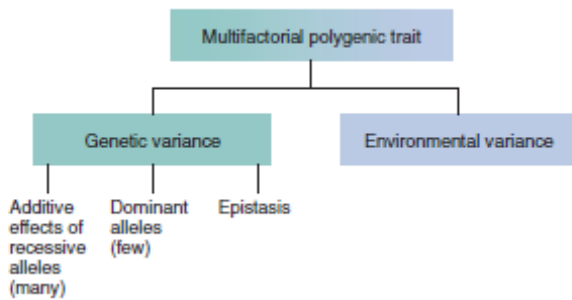 Multifactorial polygenic trait
Genetic variance
Environmental variance
Additive
effects of
recessive
alleles
(many)
Dominant
alleles
(few)
Epistasis